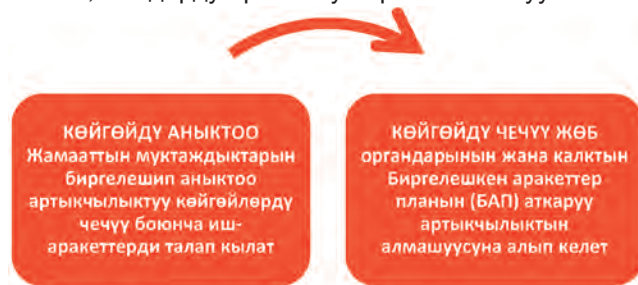 КӨЙГӨЙДҮ АНЫКТОО
Жамааттын муктаждыктарын
биргелешип аныктоо
артыкчылыктуу көйгөйлөрдү
чечүү боюнча иш-
аракеттерди талап кылат
КӨЙГӨЙДҮ ЧЕЧҮҮ ЖӨБ
органдарынын жана калктын
Биргелешкен аракеттер
планын (БАП) аткаруу
артыкчылыктын
алмашуусуна алып келет